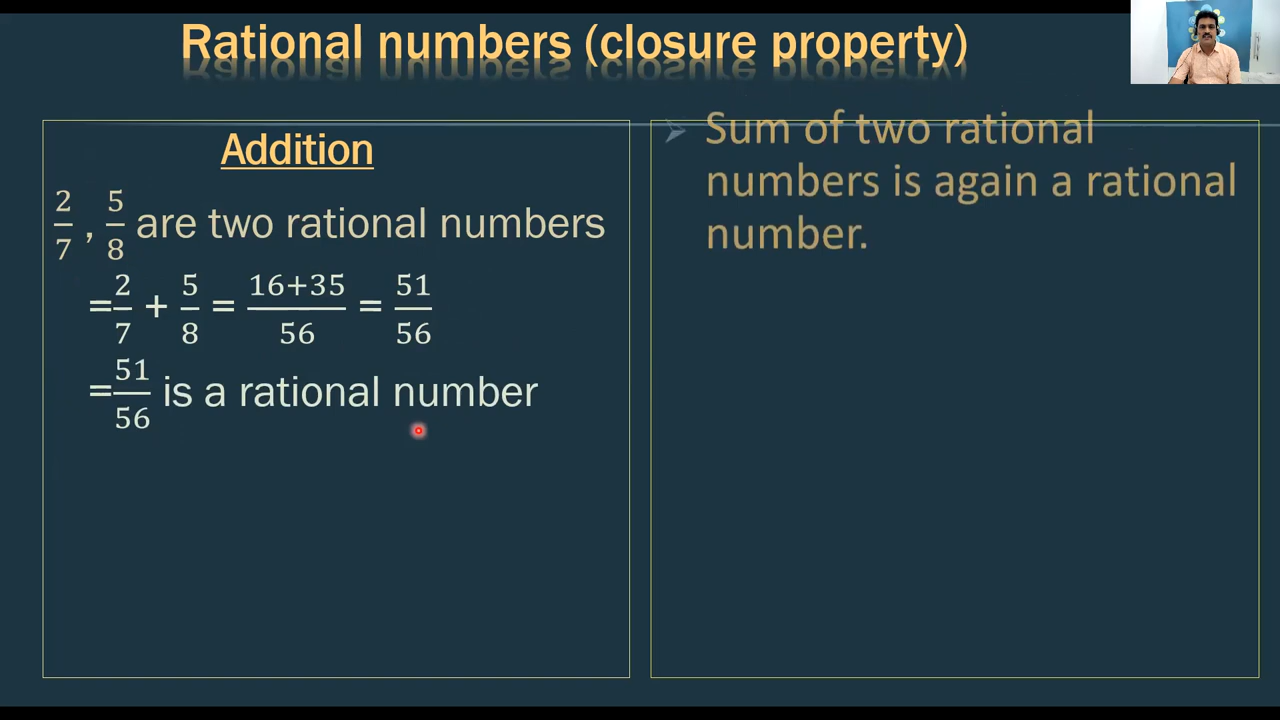 Rational numbers (closure property)
Addition
2/7 , 5/8 are two rational numbers
=2/7 + 5/8 = 16+35/56 = 51/56
=51/56 is a rational number
➢ Sum of two rational
numbers is again a rational
number.